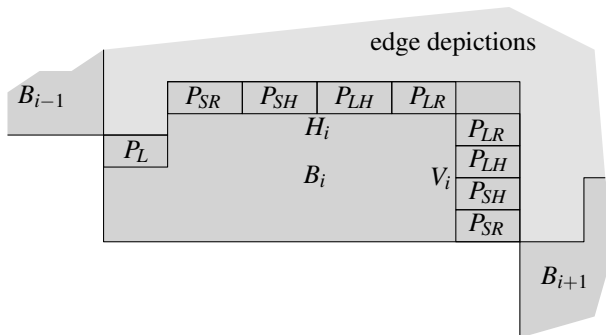 edge depictions
B_{i-1}
P_{SR} P_{SH} P_{LH} P_{LR}
H_i
P_{LR}
P_L
P_{LH}
B_i
V_i
P_{SH}
P_{SR}
B_{i+1}